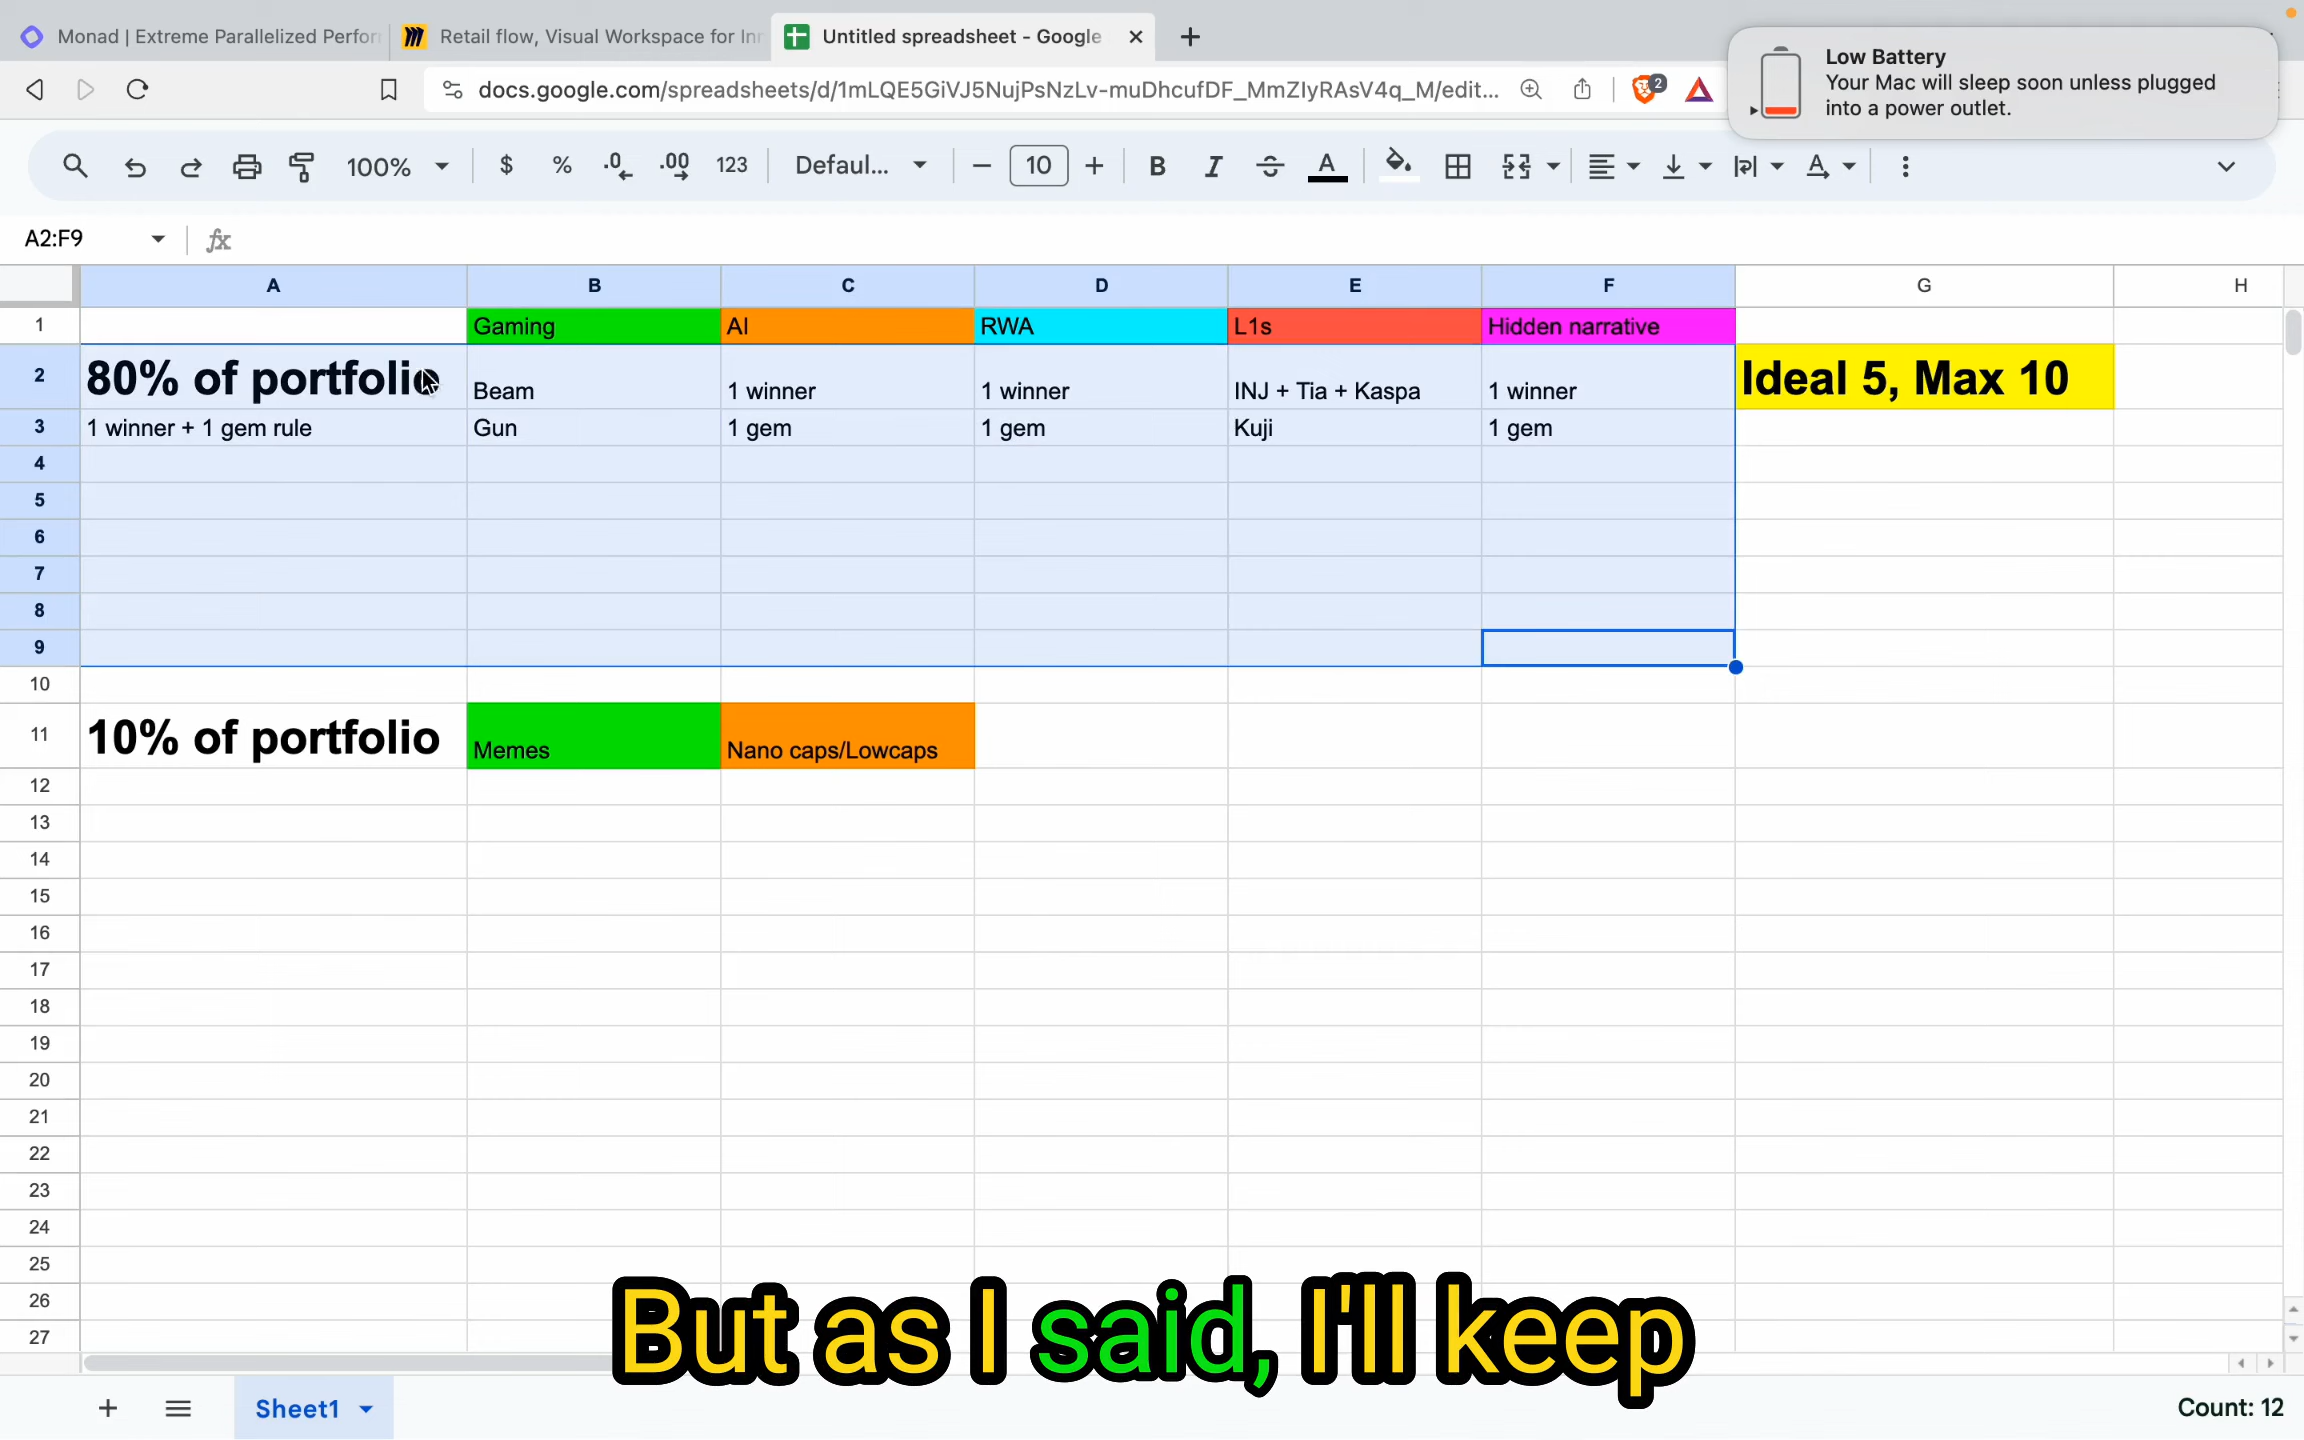 Monad | Extreme Parallelized Perfor
Retail flow, Visual Workspace for Inn
Untitled spreadsheet - Google
Low Battery
Your Mac will sleep soon unless plugged
into a power outlet.
docs.google.com/spreadsheets/d/1mLQE5GiVJ5NujPsNzLv-muDhcufDF_MmZIyRAsV4q_M/edit...
2
100% $ % .0 .00 123 Defaul... 10 B I S A A
A2:F9 fx
A B C D E F G H
1 Gaming AI RWA L1s Hidden narrative
2 80% of portfolio Beam 1 winner 1 winner INJ + Tia + Kaspa 1 winner Ideal 5, Max 10
3 1 winner + 1 gem rule Gun 1 gem 1 gem Kuji 1 gem
4
5
6
7
8
9
10
11 10% of portfolio Memes Nano caps/Lowcaps
12
13
14
15
16
17
18
19
20
21
22
23
24
25
26
27
But as I said, I'll keep
Sheet1
Count: 12